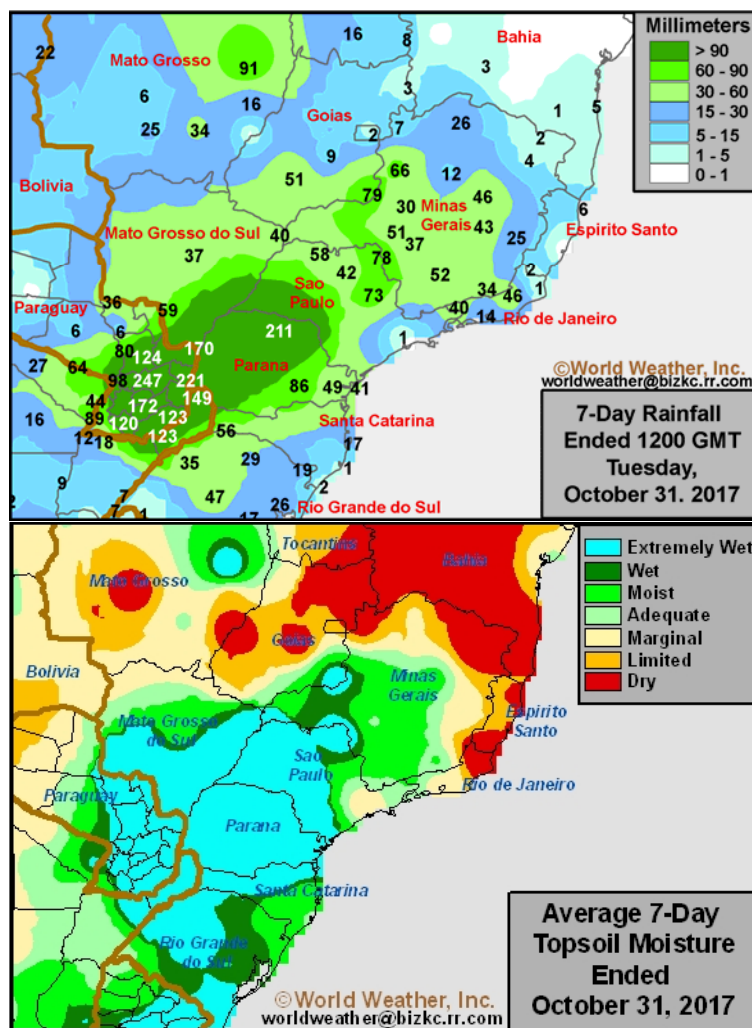 22
16
8
Bahia
Millimeters
> 90
60 - 90
30 - 60
15 - 30
5 - 15
1 - 5
0 - 1
Mato Grosso
91
3
6
16
3
1
5
Goias
25
34
2
7
26
2
9
4
Bolivia
51
66
12
79
46
6
30
Minas
Gerais
43
Espirito Santo
Mato Grosso do Sul
40
51
37
25
37
58
78
Sao
Paulo
42
52
2
73
34
1
Paraguay
36
59
40
46
14
Rio de Janeiro
6
6
211
1
80
170
124
27
64
Parana
98
247
221
86
49
41
©World Weather, Inc.
worldweather@bizkc.rr.com
44
172
149
16
89
120
123
Santa Catarina
12
18
123
56
17
7-Day Rainfall
Ended 1200 GMT
Tuesday,
October 31. 2017
35
29
19
1
9
2
7
47
26
Rio Grande do Sul
2
7
1
17
Tocantins
Bahia
Mato Grosso
Goias
Extremely Wet
Wet
Moist
Adequate
Marginal
Limited
Dry
Bolivia
Minas
Gerais
Mato Grosso
do Sul
Espirito
Santo
Sao
Paulo
Rio de Janeiro
Paraguay
Parana
Santa Catarina
Rio Grande
do Sul
Average 7-Day
Topsoil Moisture
Ended
October 31, 2017
©World Weather, Inc.
worldweather@bizkc.rr.com